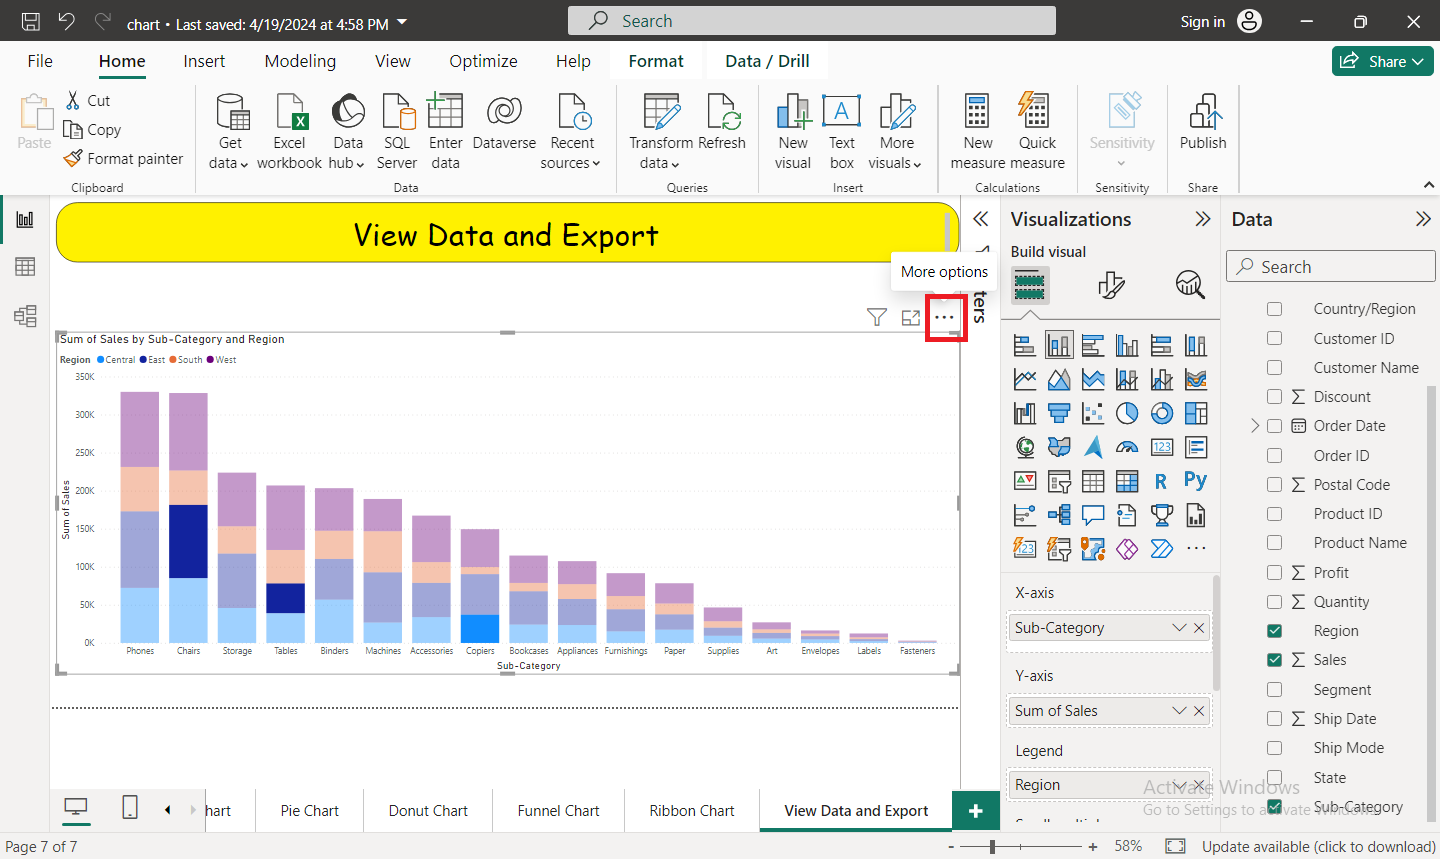 chart • Last saved: 4/19/2024 at 4:58 PM
Search
Sign in
File Home Insert Modeling View Optimize Help Format Data / Drill
Share
Paste
Cut
Copy
Format painter
Clipboard
Get data
Excel workbook
Data hub
SQL Server
Enter data
Dataverse
Recent sources
Data
Transform data
Refresh
Queries
New visual
Text box
More visuals
Insert
New measure
Quick measure
Calculations
Sensitivity
Sensitivity
Publish
Share
View Data and Export
More options
ters
Sum of Sales by Sub-Category and Region
Region Central East South West
350K
300K
250K
200K
150K
100K
50K
0K
Sum of Sales
Phones Chairs Storage Tables Binders Machines Accessories Copiers Bookcases Appliances Furnishings Paper Supplies Art Envelopes Labels Fasteners
Sub-Category
Visualizations
Build visual
123
R
Py
123
X-axis
Sub-Category
Y-axis
Sum of Sales
Legend
Region
Data
Search
Country/Region
Customer ID
Customer Name
Discount
Order Date
Order ID
Postal Code
Product ID
Product Name
Profit
Quantity
Region
Sales
Segment
Ship Date
Ship Mode
State
Sub-Category
Activate Windows
Go to Settings to activate Windows.
hart Pie Chart Donut Chart Funnel Chart Ribbon Chart View Data and Export
Page 7 of 7
58%
Update available (click to download)